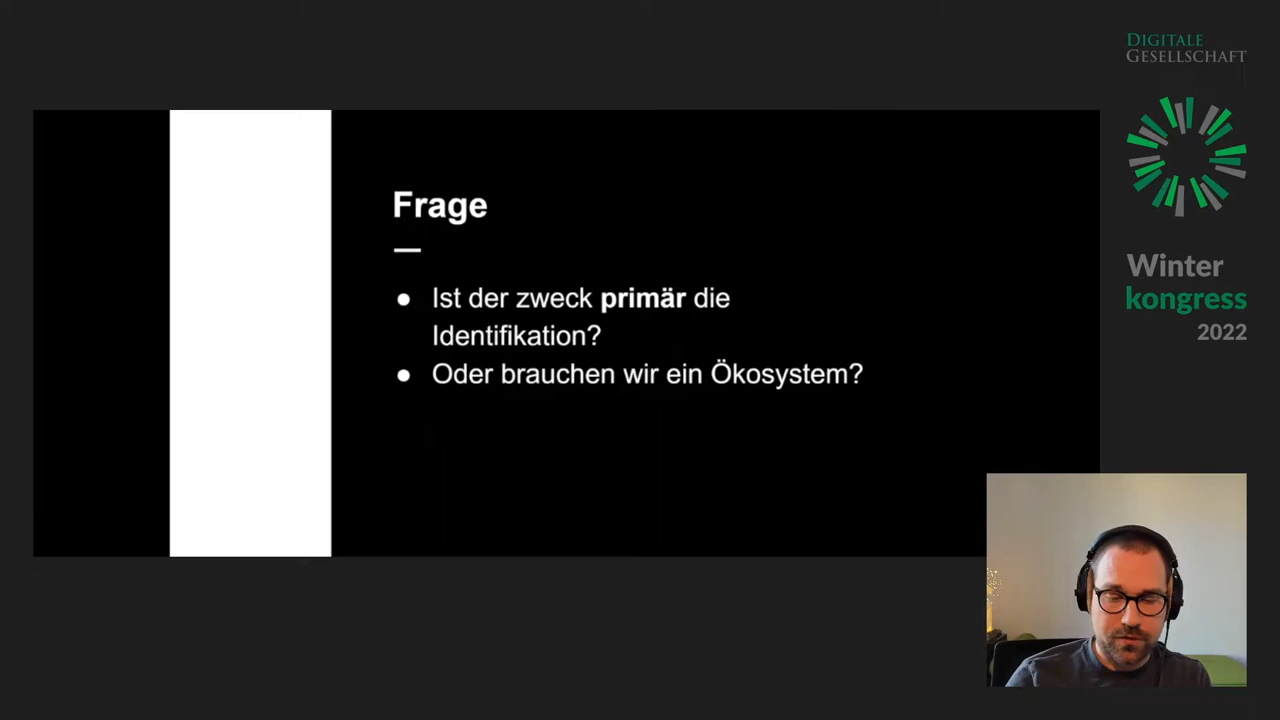 DIGITALE
GESELLSCHAFT
Frage
Ist der zweck primär die
Identifikation?
Oder brauchen wir ein Ökosystem?
Winter
kongress
2022